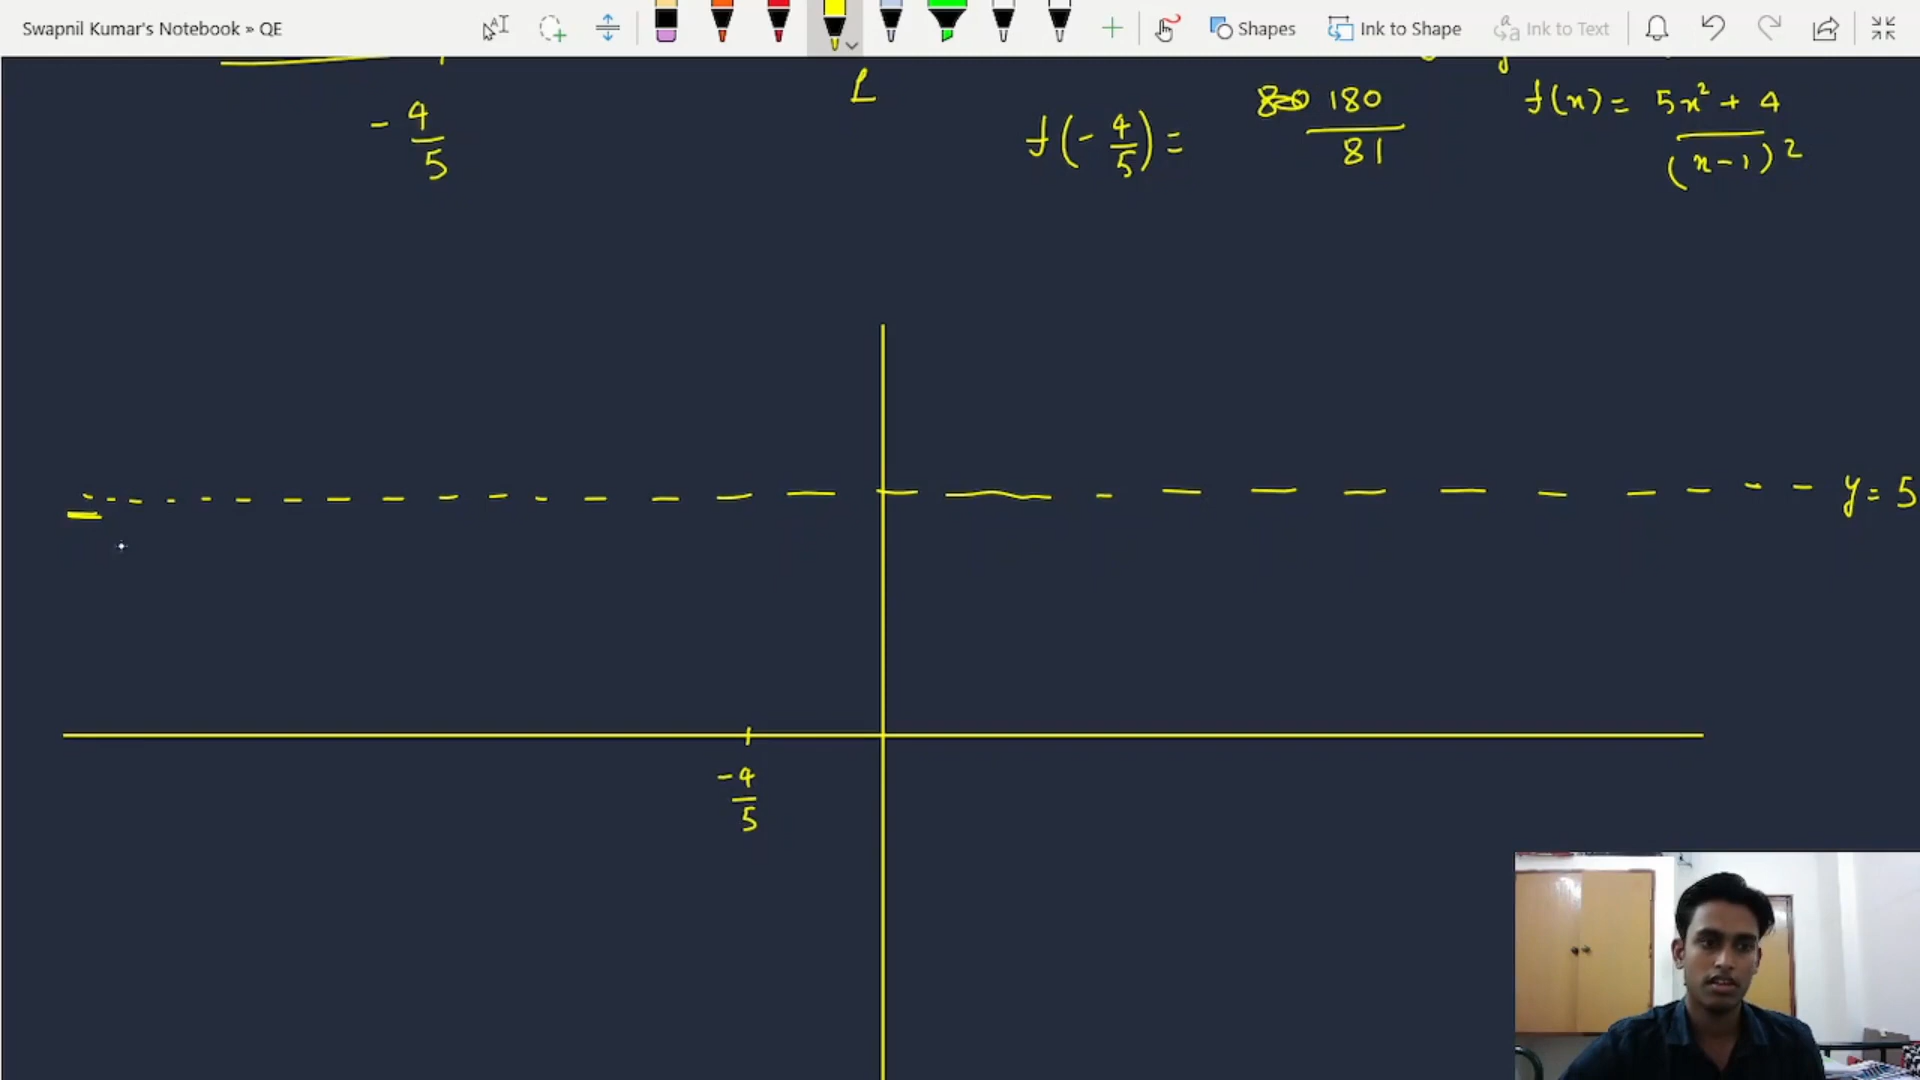 Swapnil Kumar's Notebook » QE
Shapes
Ink to Shape
Ink to Text
- 4/5
1
f(- 4/5) = 180/81
f(x) = 5x² + 4 / (x-1)²
y = 5
-4/5